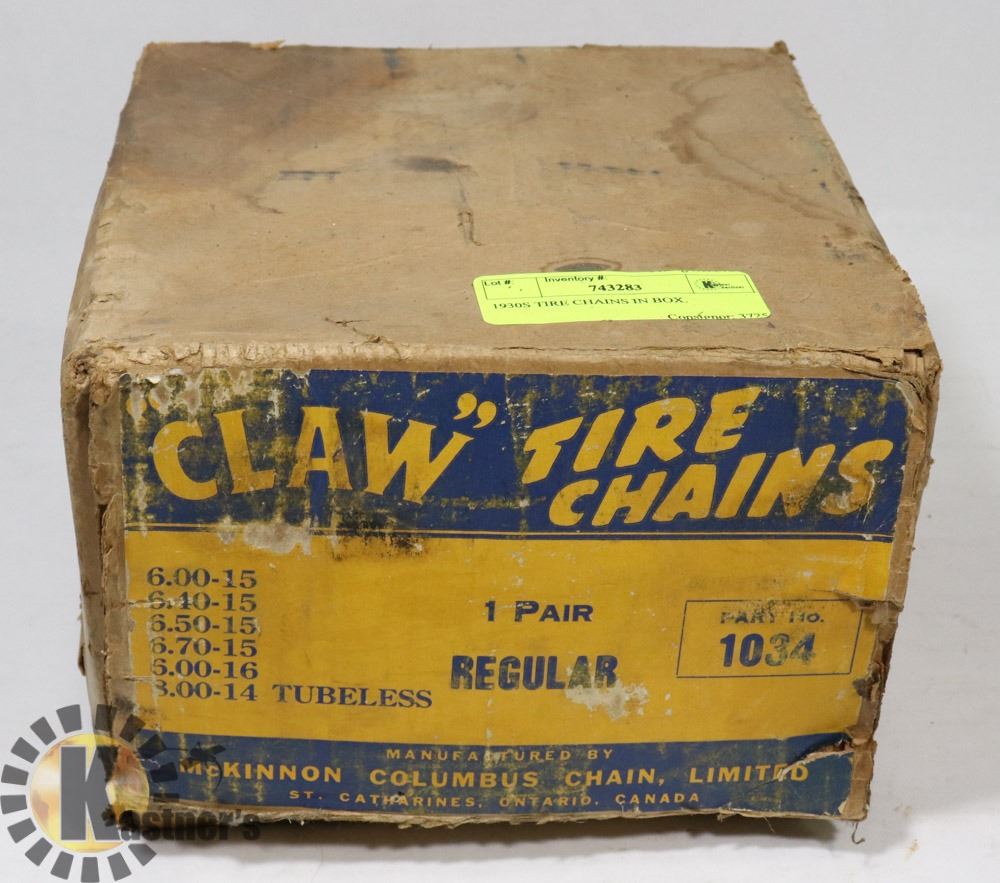 Lot #: Inventory #:
743283
1930S TIRE CHAINS IN BOX.
Consignor: 3725
"CLAW" TIRE
CHAINS
6.00-15
6.40-15
6.50-15
6.70-15
6.00-16
8.00-14 TUBELESS
1 PAIR
REGULAR
PART No.
1034
MANUFACTURED BY
McKINNON COLUMBUS CHAIN, LIMITED
ST. CATHARINES, ONTARIO, CANADA
Kastner's